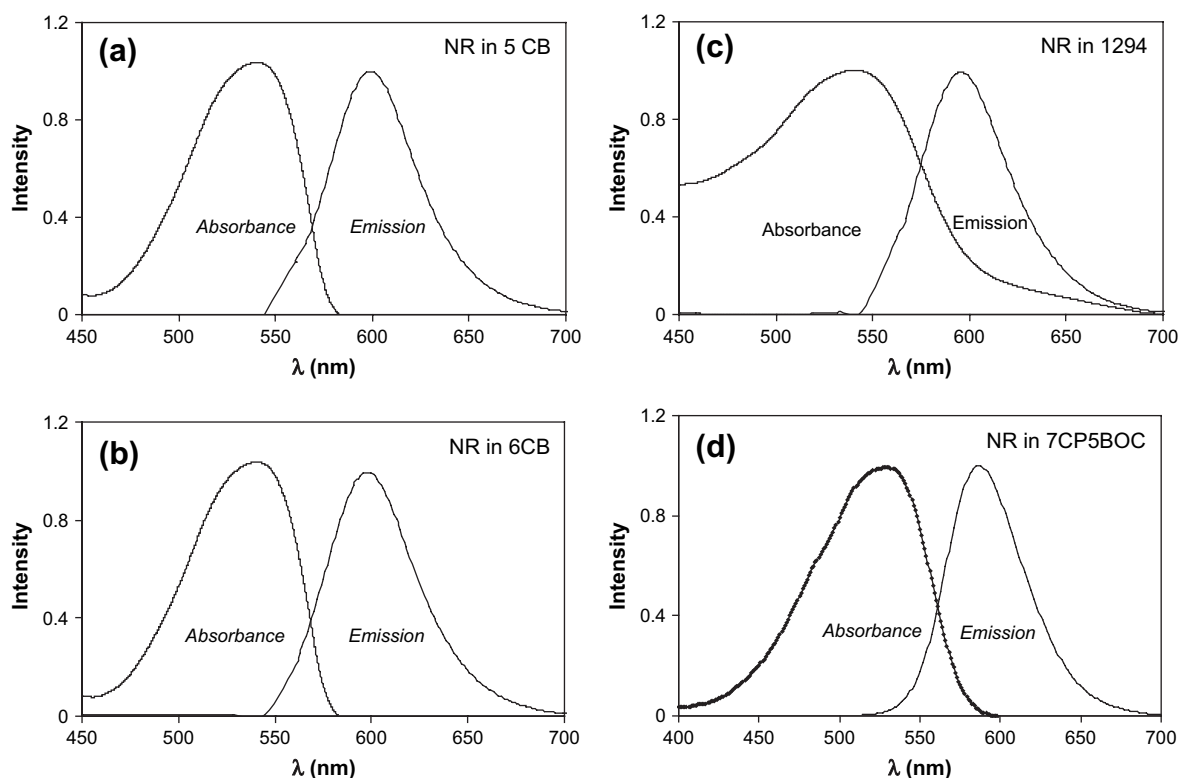 (a)
NR in 5 CB
1.2
0.8
0.4
0
Intensity
Absorbance
Emission
450 500 550 600 650 700
λ (nm)
(c)
NR in 1294
1.2
0.8
0.4
0
Intensity
Absorbance
Emission
450 500 550 600 650 700
λ (nm)
(b)
NR in 6CB
1.2
0.8
0.4
0
Intensity
Absorbance
Emission
450 500 550 600 650 700
λ (nm)
(d)
NR in 7CP5BOC
1.2
0.8
0.4
0
Intensity
Absorbance
Emission
400 450 500 550 600 650 700
λ (nm)